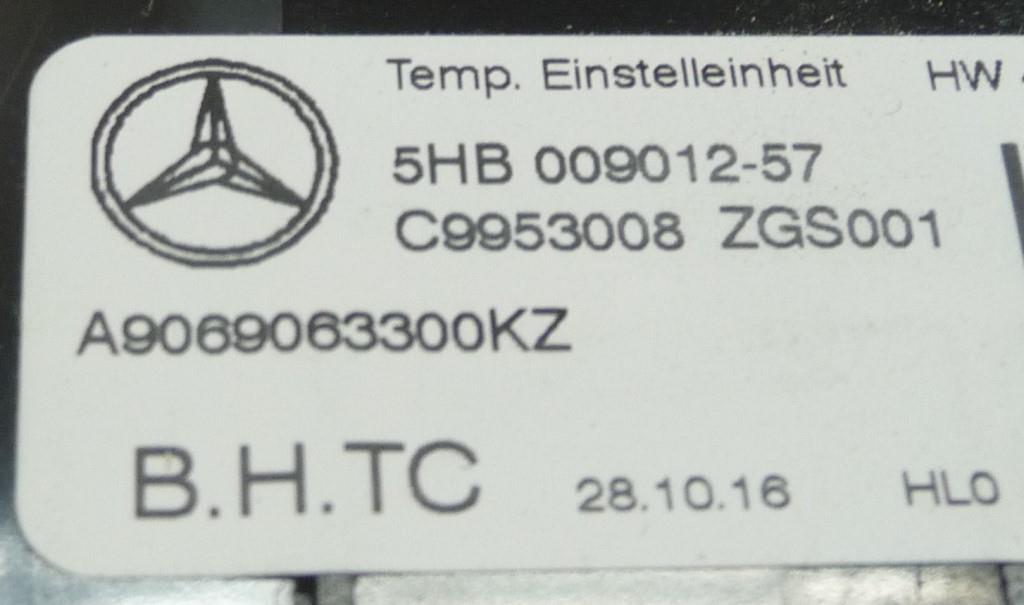 Temp. Einstelleinheit HW
5HB 009012-57
C9953008 ZGS001
A9069063300KZ
B.H.TC 28.10.16 HL0